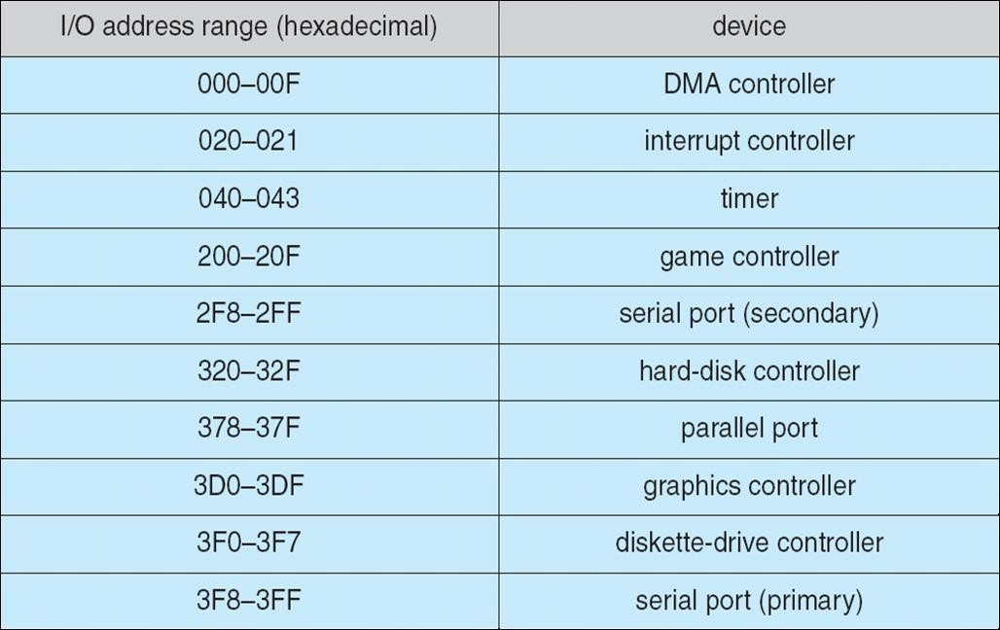 I/O address range (hexadecimal) device
000–00F DMA controller
020–021 interrupt controller
040–043 timer
200–20F game controller
2F8–2FF serial port (secondary)
320–32F hard-disk controller
378–37F parallel port
3D0–3DF graphics controller
3F0–3F7 diskette-drive controller
3F8–3FF serial port (primary)